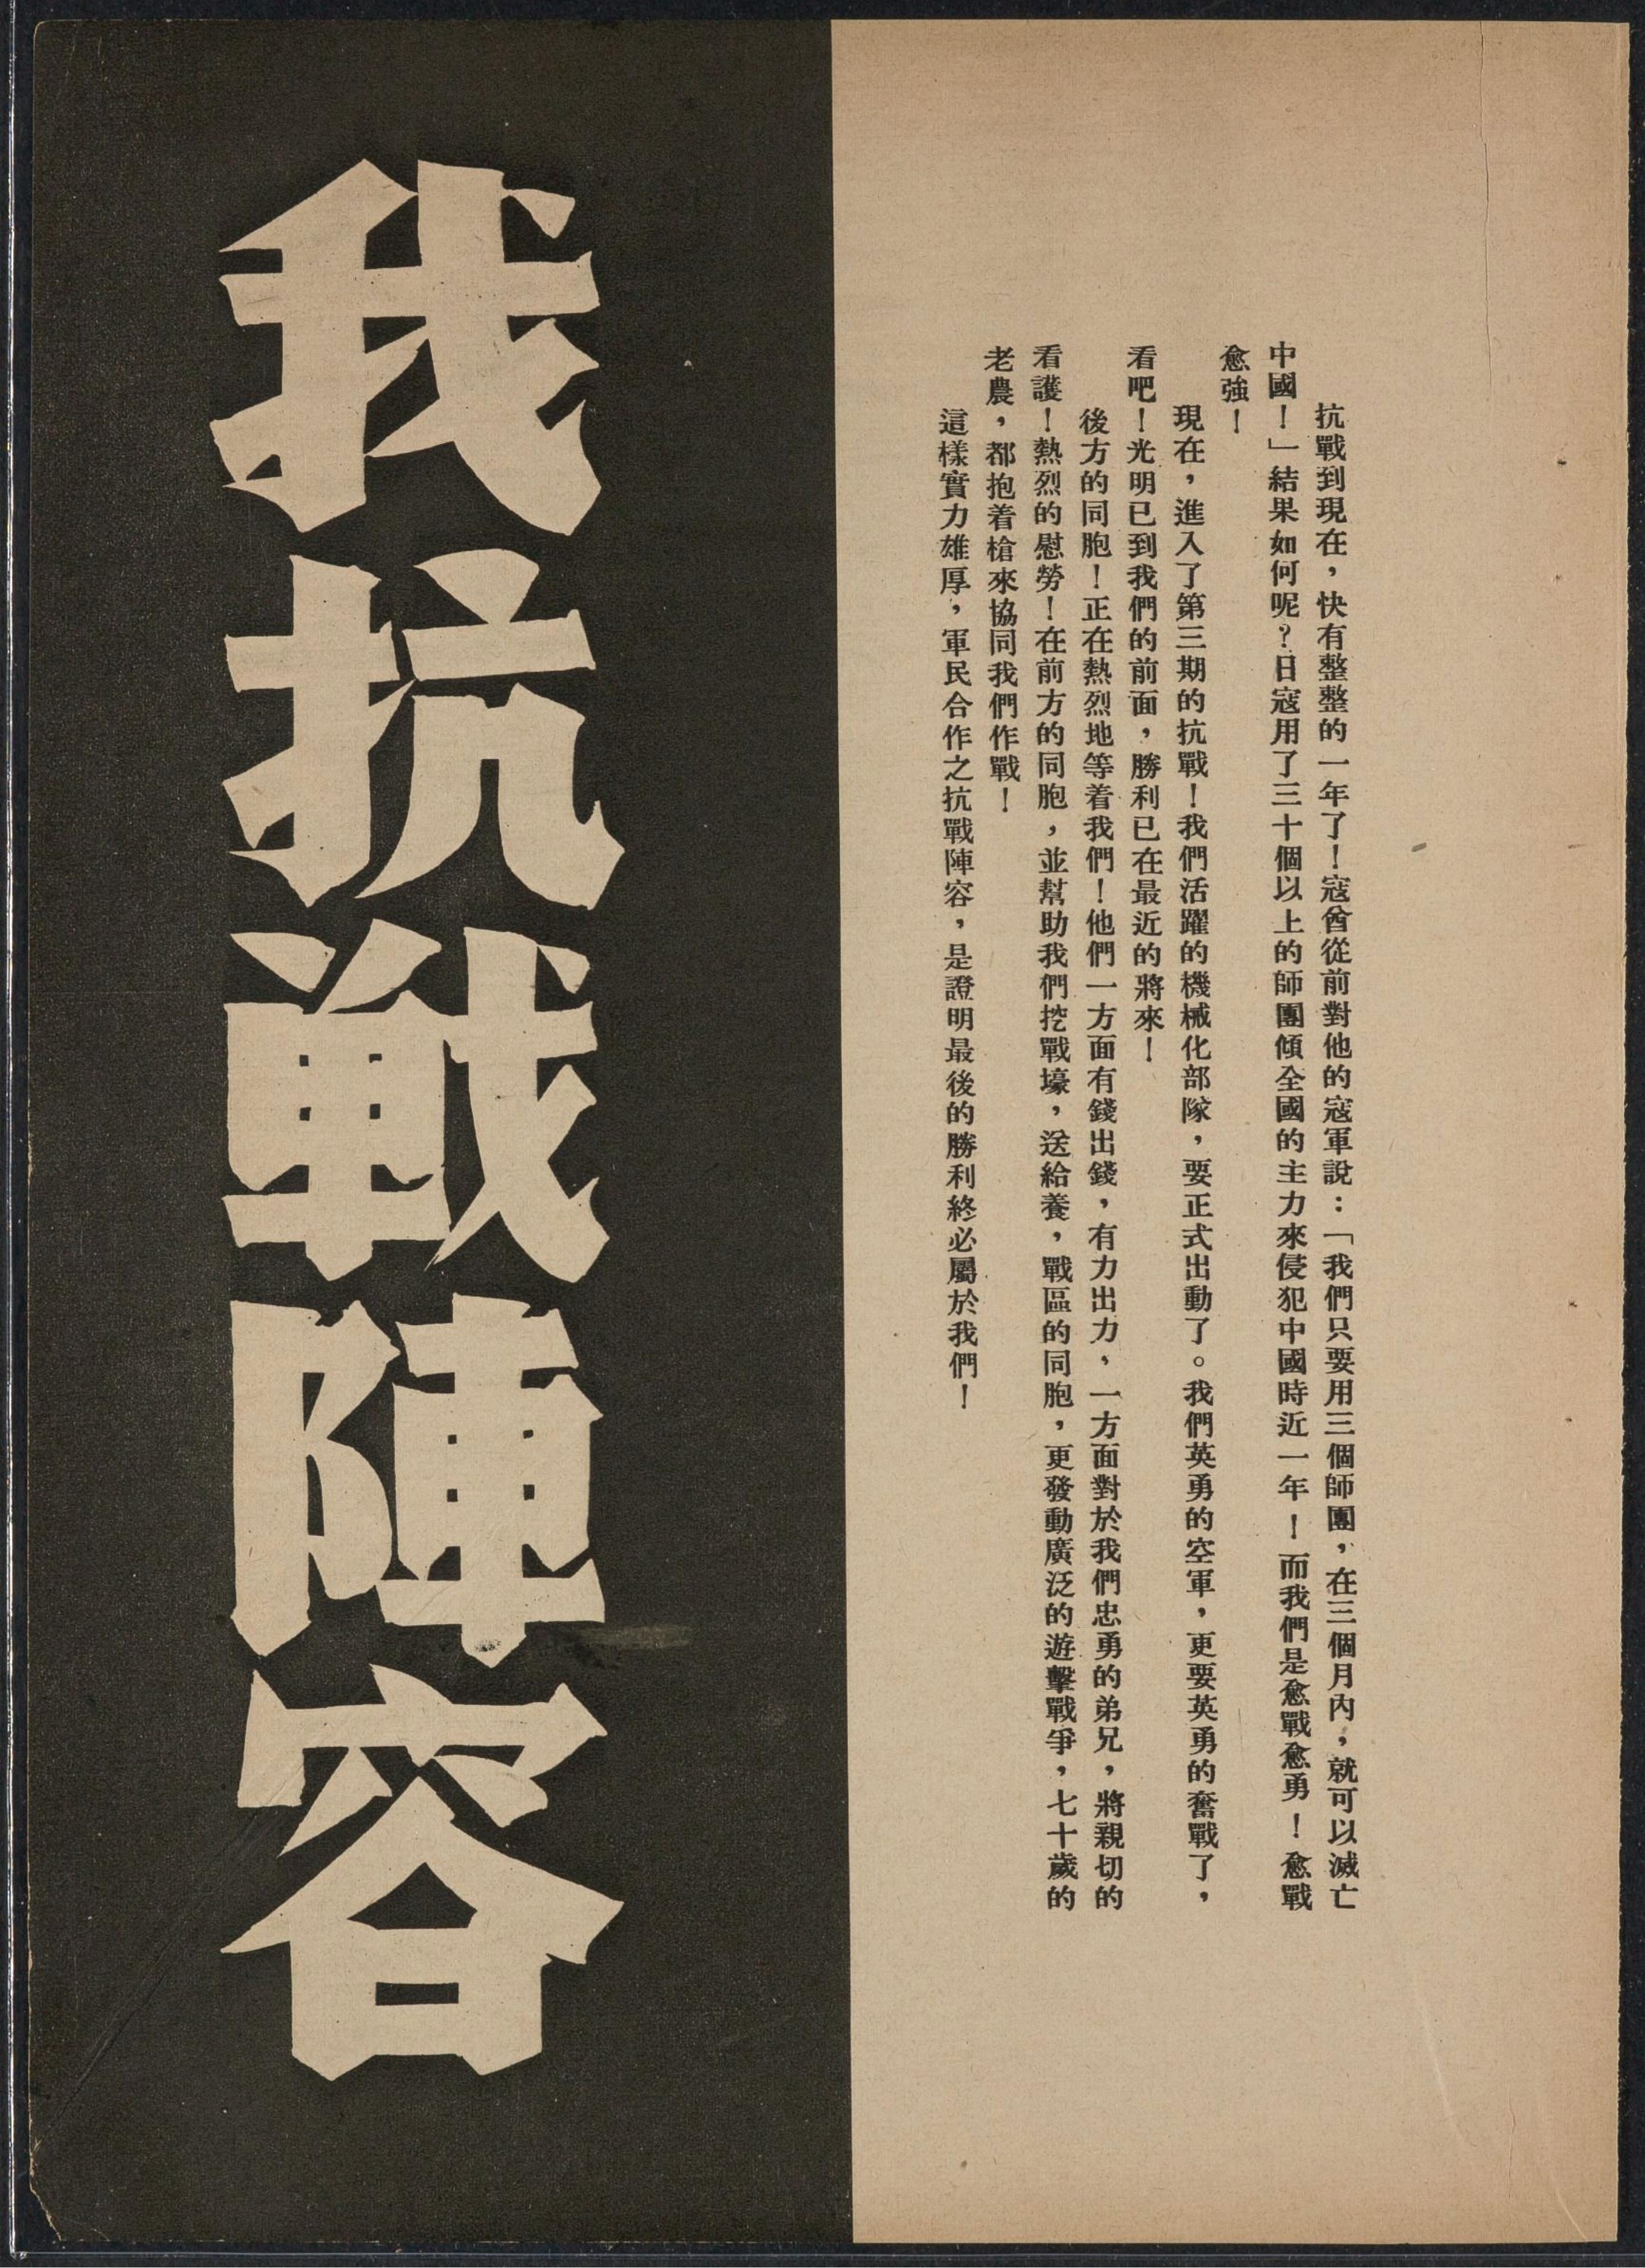 抗戰到現在，快有整整的一年了！寇酋從前對他的寇軍說：「我們只要用三個師團，在三個月內，就可以滅亡
中國！」結果如何呢？日寇用了三十個以上的師團傾全國的主力來侵犯中國時近一年！而我們是愈戰愈勇！愈戰
愈強！
現在，進入了第三期的抗戰！我們活躍的機械化部隊，要正式出動了。我們英勇的空軍，更要英勇的奮戰了，
看吧！光明已到我們的前面，勝利已在最近的將來！
後方的同胞！正在熱烈地等着我們！他們一方面有錢出錢，有力出力，一方面對於我們忠勇的弟兄，將親切的
看護！熱烈的慰勞！在前方的同胞，並幫助我們挖戰壕，送給養，戰區的同胞，更發動廣泛的遊擊戰爭，七十歲的
老農，都抱着槍來協同我們作戰！
這樣實力雄厚，軍民合作之抗戰陣容，是證明最後的勝利終必屬於我們！
我抗戰陣容